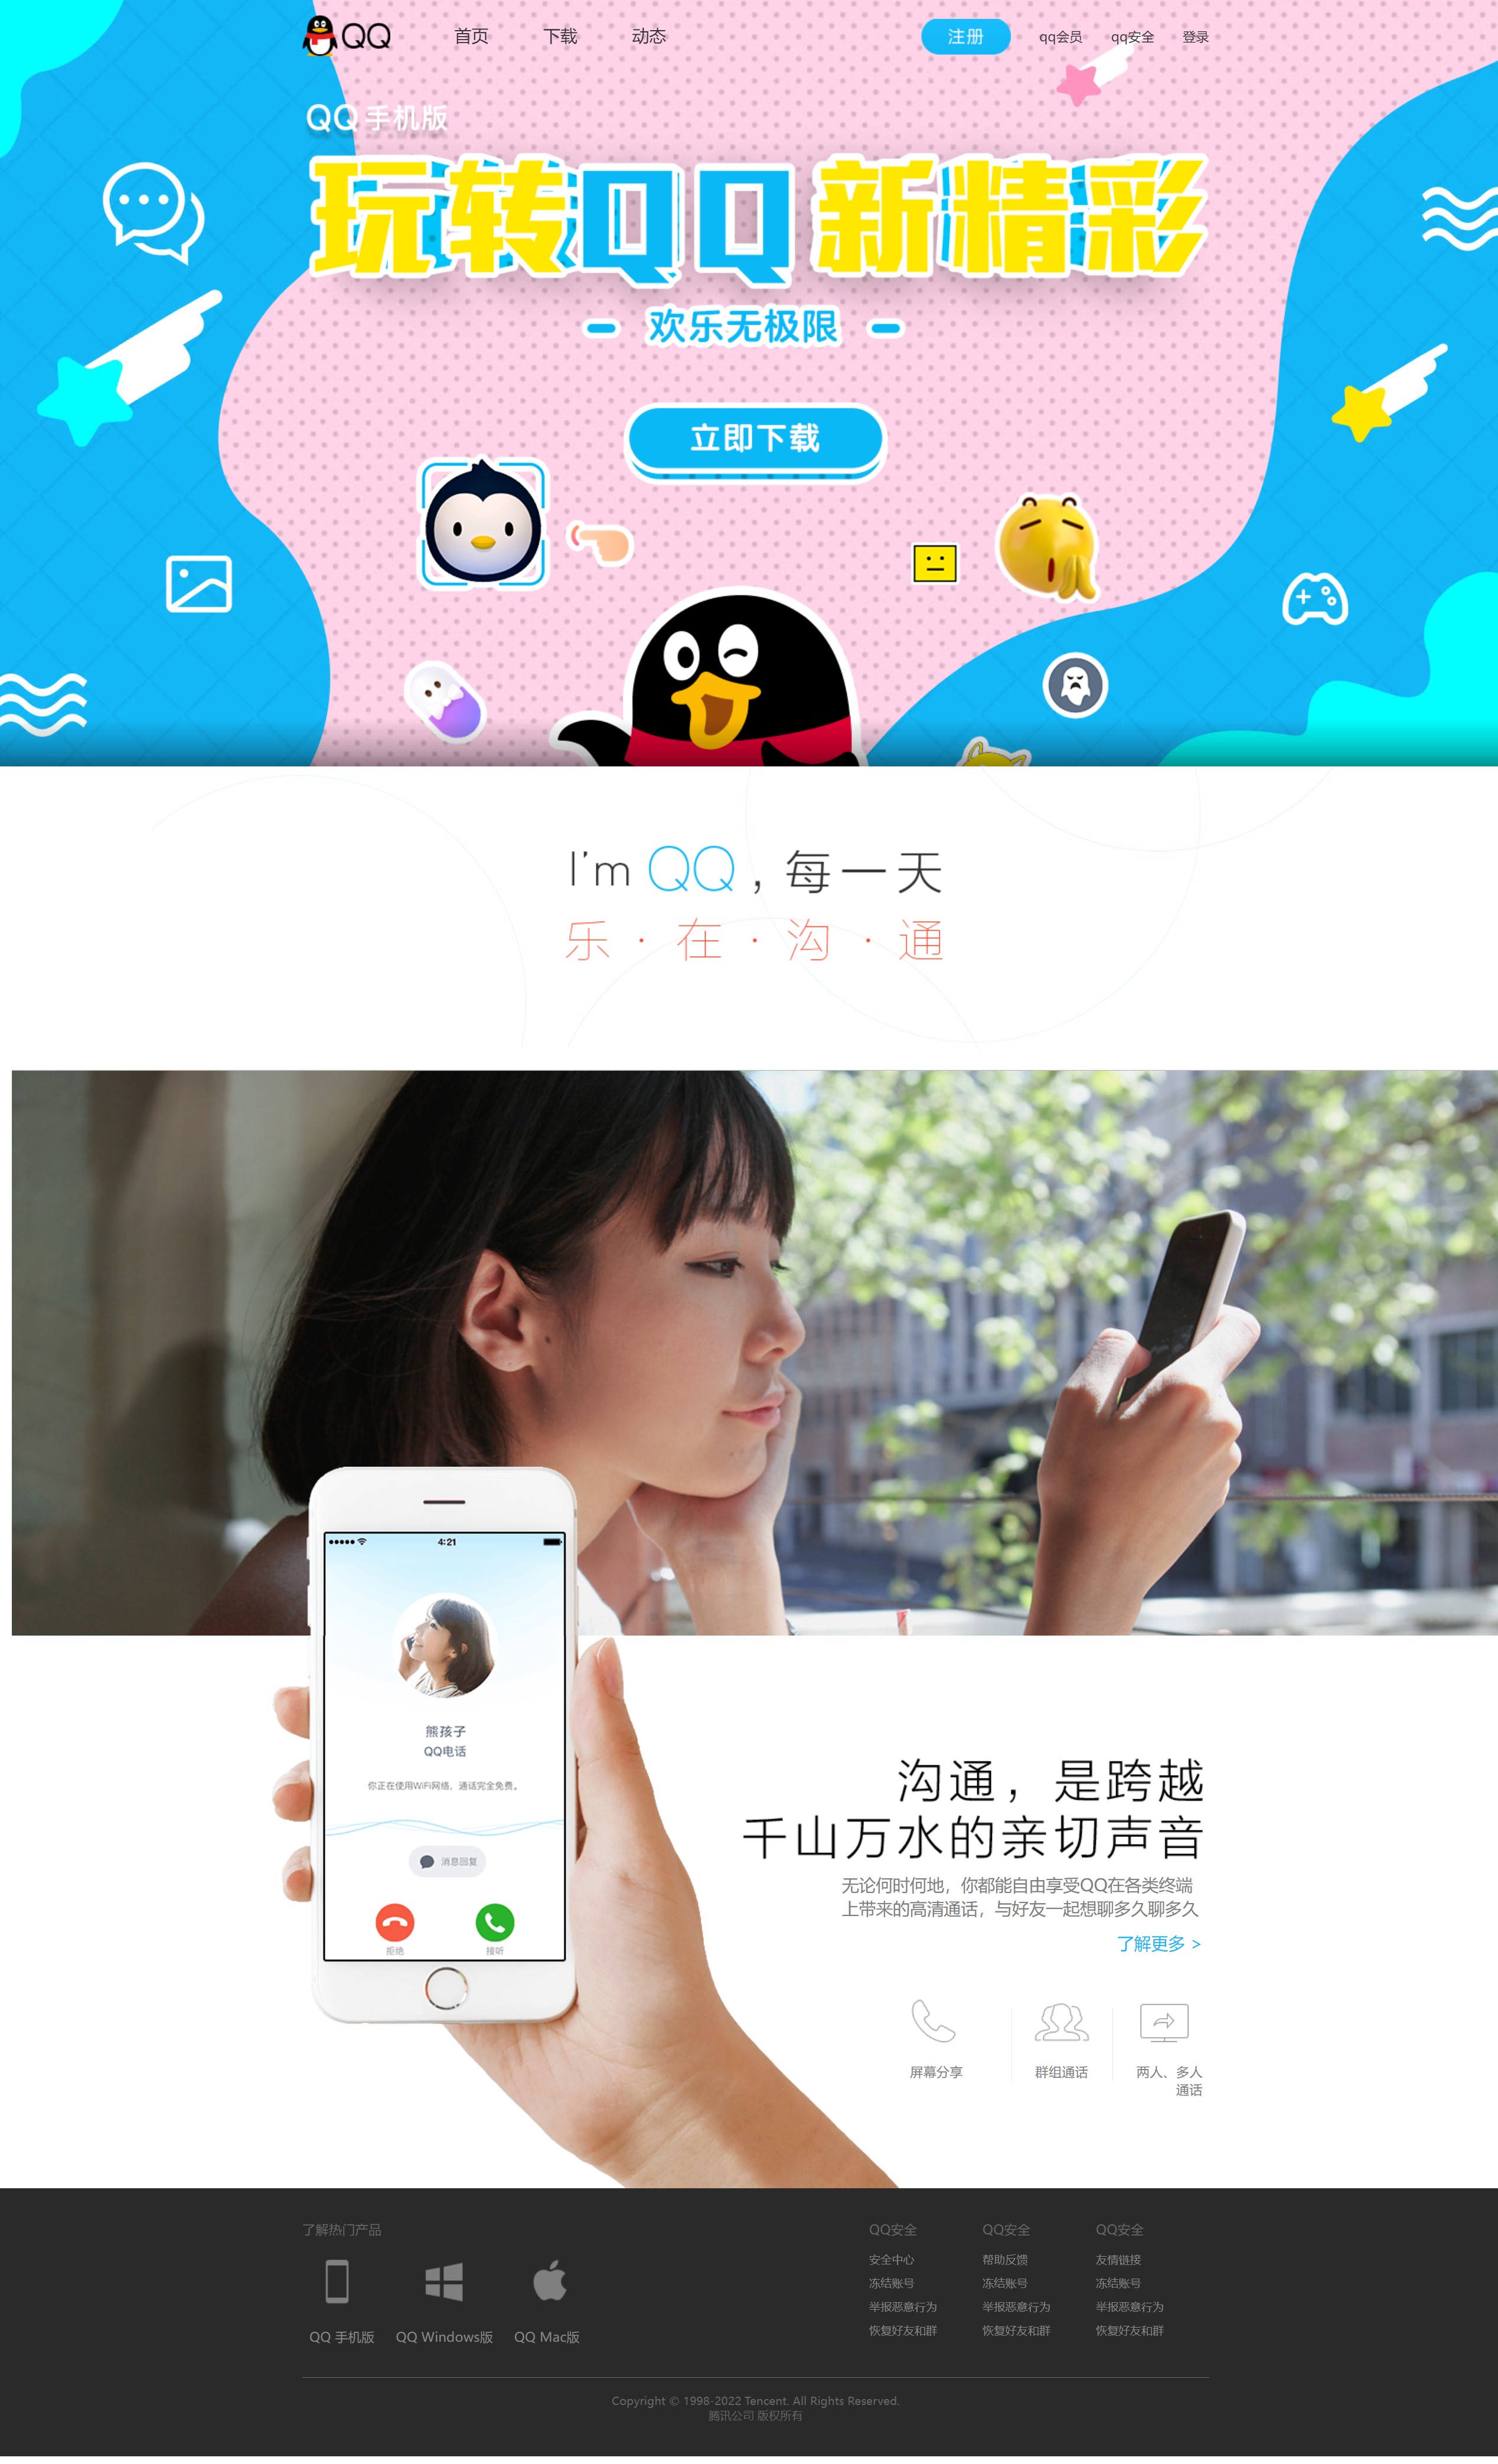 QQ
首页
下载
动态
注册
qq会员
qq安全
登录
QQ 手机版
玩转QQ 新精彩
欢乐无极限
立即下载
I'm QQ，每一天
乐·在·沟·通
4:21
熊孩子
QQ电话
你正在使用WiFi网络，通话完全免费。
消息回复
拒绝
接听
沟通，是跨越
千山万水的亲切声音
无论何时何地，你都能自由享受QQ在各类终端
上带来的高清通话，与好友一起想聊多久聊多久
了解更多 >
屏幕分享
群组通话
两人、多人
通话
了解热门产品
QQ 手机版
QQ Windows版
QQ Mac版
QQ安全
安全中心
冻结账号
举报恶意行为
恢复好友和群
QQ安全
帮助反馈
冻结账号
举报恶意行为
恢复好友和群
QQ安全
友情链接
冻结账号
举报恶意行为
恢复好友和群
Copyright © 1998-2022 Tencent. All Rights Reserved.
腾讯公司 版权所有